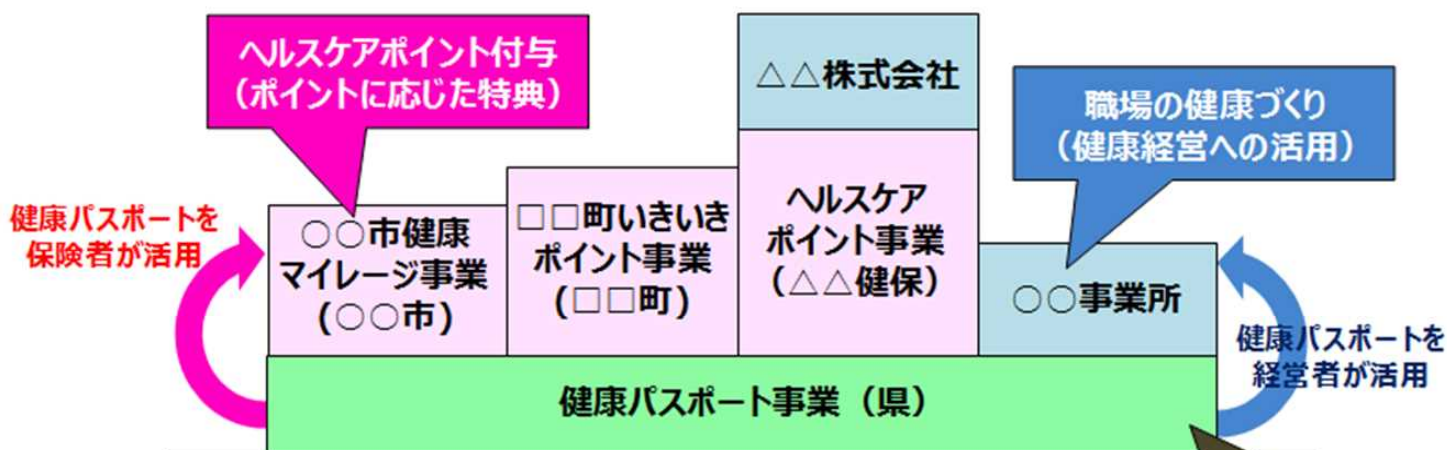 ヘルスケアポイント付与
（ポイントに応じた特典）
△△株式会社
職場の健康づくり
（健康経営への活用）
健康パスポートを
保険者が活用
○○市健康
マイレージ事業
(○○市)
□□町いきいき
ポイント事業
(□□町)
ヘルスケア
ポイント事業
(△△健保)
○○事業所
健康パスポートを
経営者が活用
健康パスポート事業（県）